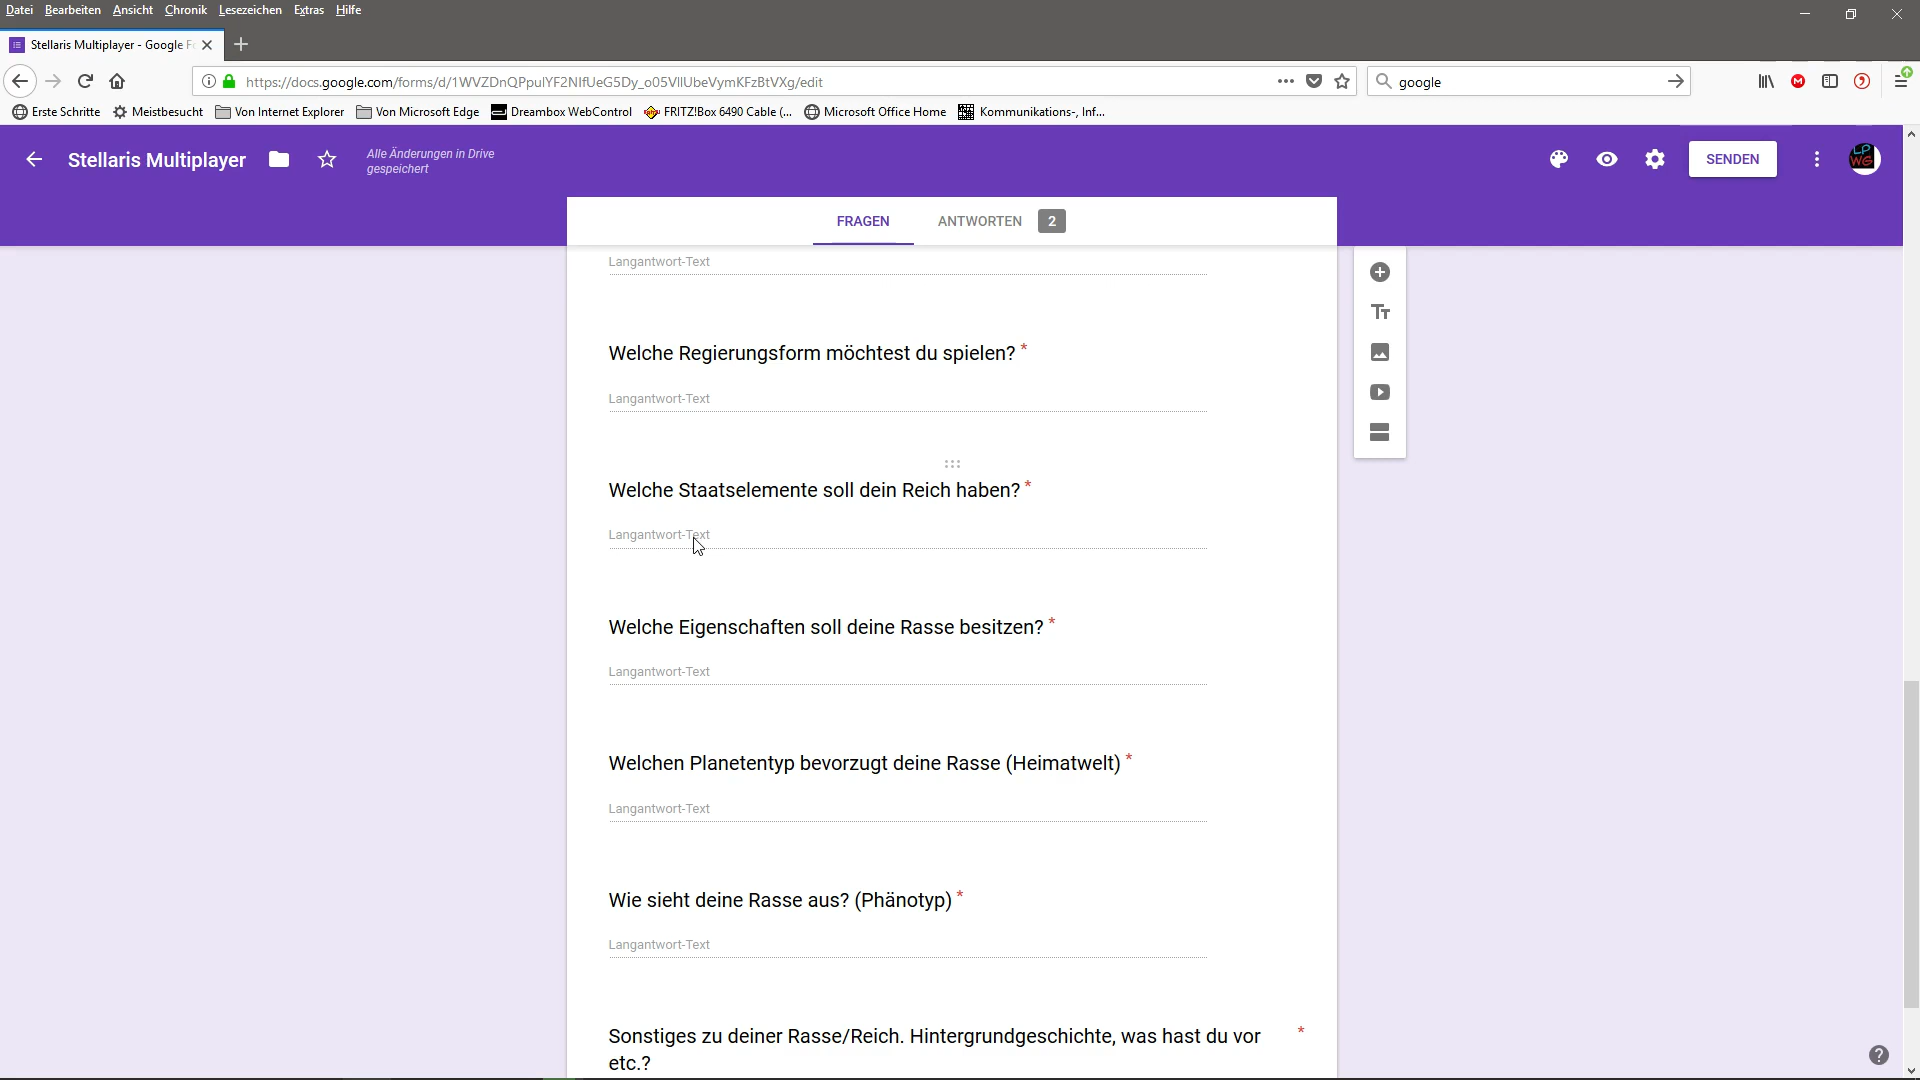 Datei Bearbeiten Ansicht Chronik Lesezeichen Extras Hilfe
Stellaris Multiplayer - Google F
https://docs.google.com/forms/d/1WVZDnQPpulYF2NIfUeG5Dy_o05VIlUbeVymKFzBtVXg/edit
google
Erste Schritte Meistbesucht Von Internet Explorer Von Microsoft Edge Dreambox WebControl FRITZ!Box 6490 Cable (... Microsoft Office Home Kommunikations-, Inf...
Stellaris Multiplayer
Alle Änderungen in Drive
gespeichert
SENDEN
LP
WG
FRAGEN ANTWORTEN 2
Langantwort-Text
Welche Regierungsform möchtest du spielen? *
Langantwort-Text
Welche Staatselemente soll dein Reich haben? *
Langantwort-Text
Welche Eigenschaften soll deine Rasse besitzen? *
Langantwort-Text
Welchen Planetentyp bevorzugt deine Rasse (Heimatwelt) *
Langantwort-Text
Wie sieht deine Rasse aus? (Phänotyp) *
Langantwort-Text
Sonstiges zu deiner Rasse/Reich. Hintergrundgeschichte, was hast du vor *
etc.?